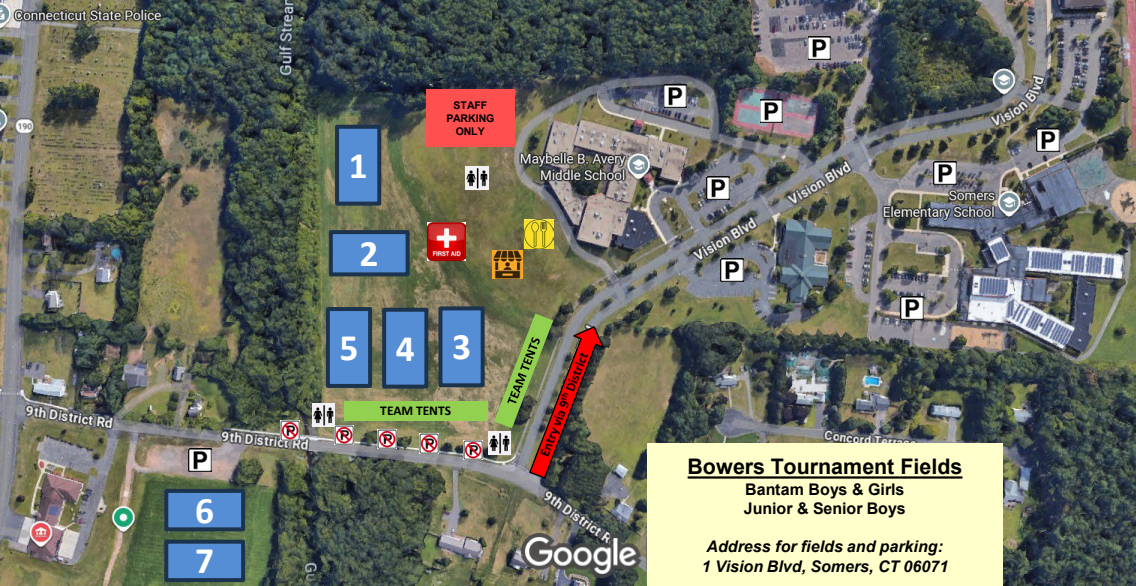 Connecticut State Police
Gulf Stream
190
STAFF
PARKING
ONLY
P
P
P
P
P
P
P
P
P
P
Vision Blvd
Vision Blvd
Vision Blvd
Maybelle B. Avery
Middle School
Somers
Elementary School
1
2
FIRST AID
5
4
3
TEAM TENTS
TEAM TENTS
Entry via 9th District
9th District Rd
9th District Rd
P
P
P
P
P
6
7
9th District R
Concord Terrace
Gu
Google
Bowers Tournament Fields
Bantam Boys & Girls
Junior & Senior Boys
Address for fields and parking:
1 Vision Blvd, Somers, CT 06071